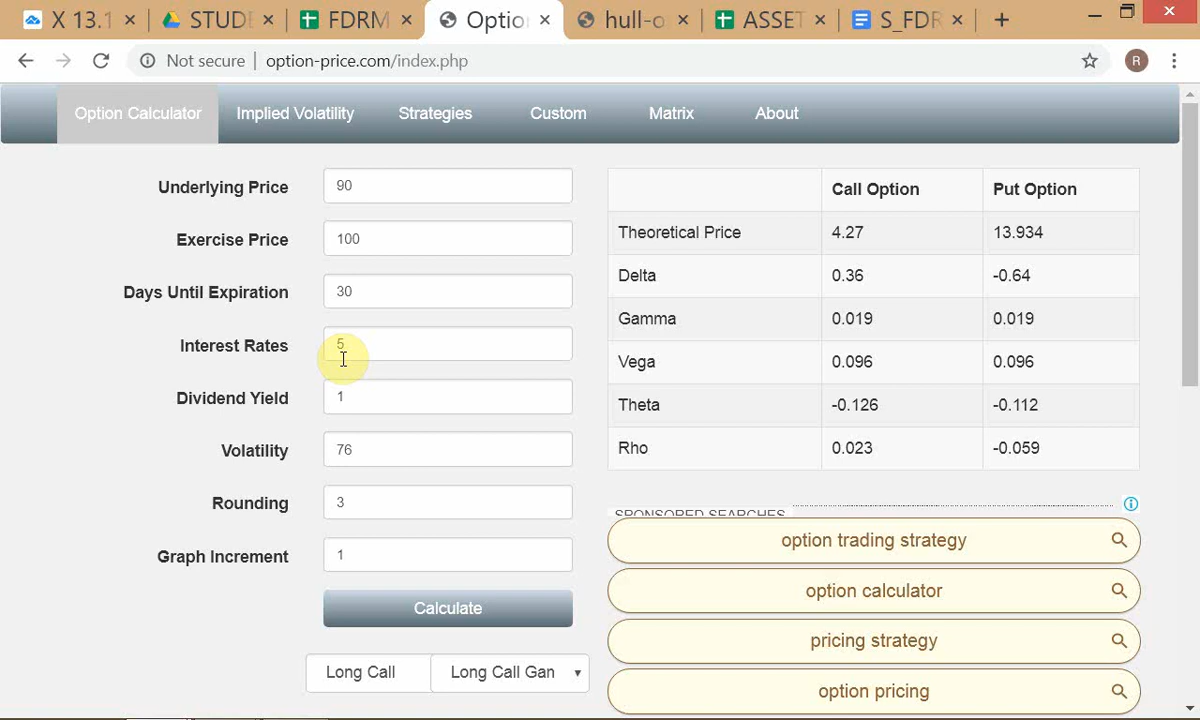 X 13.1 STUDE FDRM Option hull-o ASSET S_FDR
Not secure option-price.com/index.php R
Option Calculator Implied Volatility Strategies Custom Matrix About
Underlying Price 90
Exercise Price 100
Days Until Expiration 30
Interest Rates 5
Dividend Yield 1
Volatility 76
Rounding 3
Graph Increment 1
Calculate
Long Call Long Call Gan
Call Option Put Option
Theoretical Price 4.27 13.934
Delta 0.36 -0.64
Gamma 0.019 0.019
Vega 0.096 0.096
Theta -0.126 -0.112
Rho 0.023 -0.059
SPONSORED SEARCHES
option trading strategy
option calculator
pricing strategy
option pricing